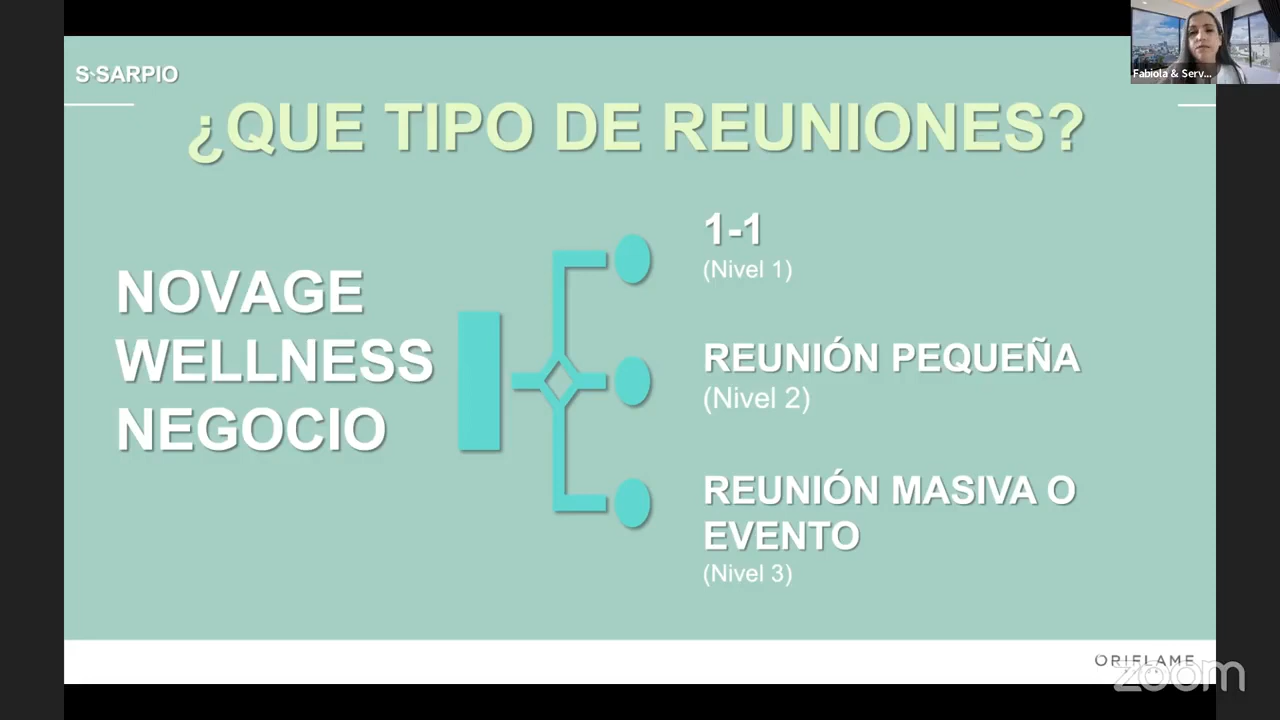 S·SARPIO
Fabiola & Serv...
¿QUE TIPO DE REUNIONES?
NOVAGE
WELLNESS
NEGOCIO
1-1
(Nivel 1)
REUNIÓN PEQUEÑA
(Nivel 2)
REUNIÓN MASIVA O
EVENTO
(Nivel 3)
ORIFLAME
zoom